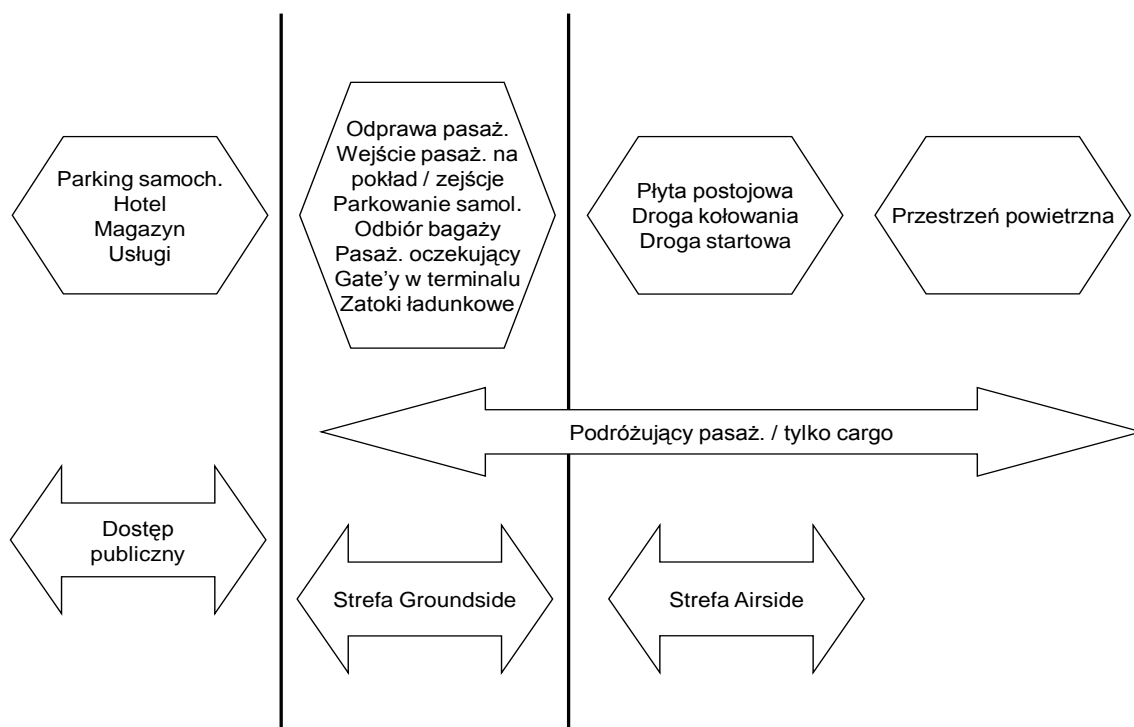 Parking samoch.
Hotel
Magazyn
Usługi
Odprawa pasaż.
Wejście pasaż. na
pokład / zejśćje
Parkowanie samol.
Odbiór bagaży
Pasaż. oczekujący
Gate'y w terminalu
Zatoki ładunkowe
Płyta postojowa
Droga kołowania
Droga startowa
Przestrzeń powietrzna
Podróżujący pasaż. / tylko cargo
Dostęp
publiczny
Strefa Groundside
Strefa Airside